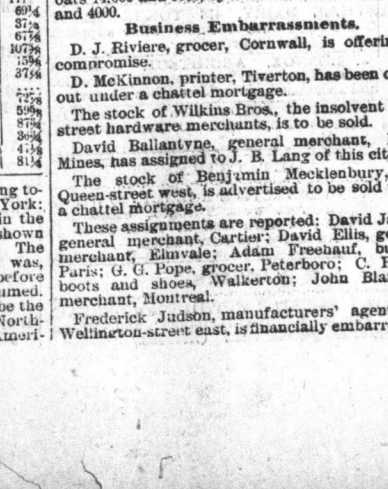 and 4000.
Business Embarrassments.
D. J. Riviere, grocer, Cornwall, is offerin
compromise.
D. McKinnon, printer, Tiverton, has been
out under a chattel mortgage.
The stock of Wilkins Bros., the insolvent
street hardware merchants, is to be sold.
David Ballantyne, general merchant,
Mines, has assigned to J. B. Lang of this cit
The stock of Benjamin Mecklenbury,
Queen-street west, is advertised to be sold
a chattel mortgage.
These assignments are reported: David
general merchant, Cartier; David Ellis, ge
merchant, Elmvale; Adam Freehauf,
Paris; G. G. Pope, grocer, Peterboro; C.
boots and shoes, Walkerton; John Bla
merchant, Montreal.
Frederick Judson, manufacturers' agen
Wellington-street east, is financially embarr
ng to-
York:
in the
shown
The
was,
before
umed.
be the
North-
Ameri-